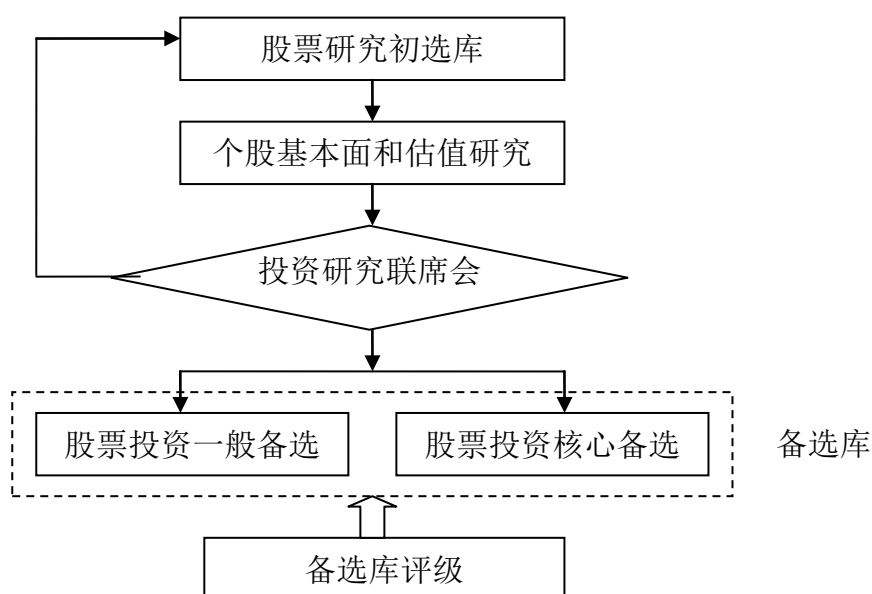 股票研究初选库
个股基本面和估值研究
投资研究联席会
股票投资一般备选
股票投资核心备选
备选库
备选库评级